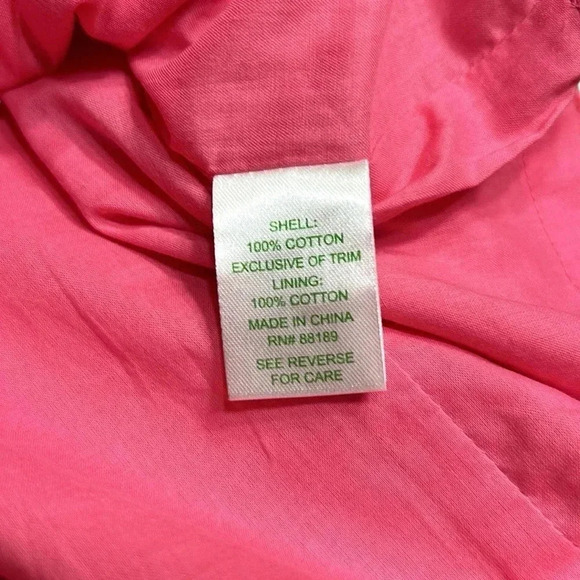 SHELL:
100% COTTON
EXCLUSIVE OF TRIM
LINING:
100% COTTON
MADE IN CHINA
RN# 88189
SEE REVERSE
FOR CARE